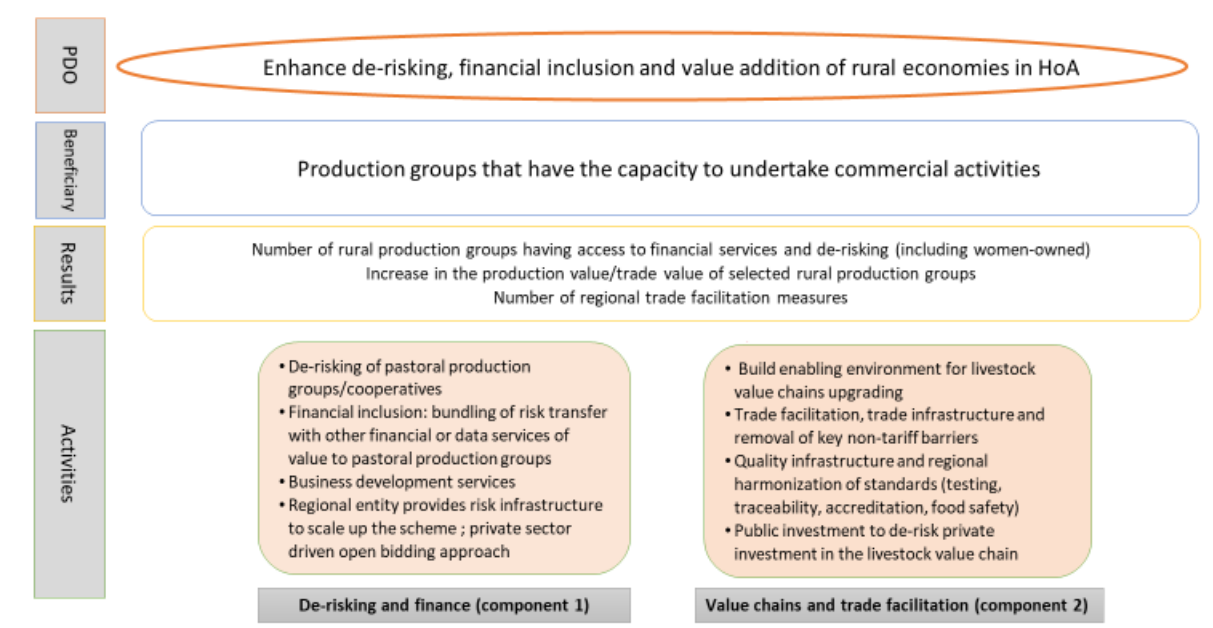 PDO
Enhance de-risking, financial inclusion and value addition of rural economies in HoA
Beneficiary
Production groups that have the capacity to undertake commercial activities
Results
Number of rural production groups having access to financial services and de-risking (including women-owned)
Increase in the production value/trade value of selected rural production groups
Number of regional trade facilitation measures
Activities
• De-risking of pastoral production
groups/cooperatives
• Financial inclusion: bundling of risk transfer
with other financial or data services of
value to pastoral production groups
• Business development services
• Regional entity provides risk infrastructure
to scale up the scheme ; private sector
driven open bidding approach
De-risking and finance (component 1)
• Build enabling environment for livestock
value chains upgrading
• Trade facilitation, trade infrastructure and
removal of key non-tariff barriers
• Quality infrastructure and regional
harmonization of standards (testing,
traceability, accreditation, food safety)
• Public investment to de-risk private
investment in the livestock value chain
Value chains and trade facilitation (component 2)